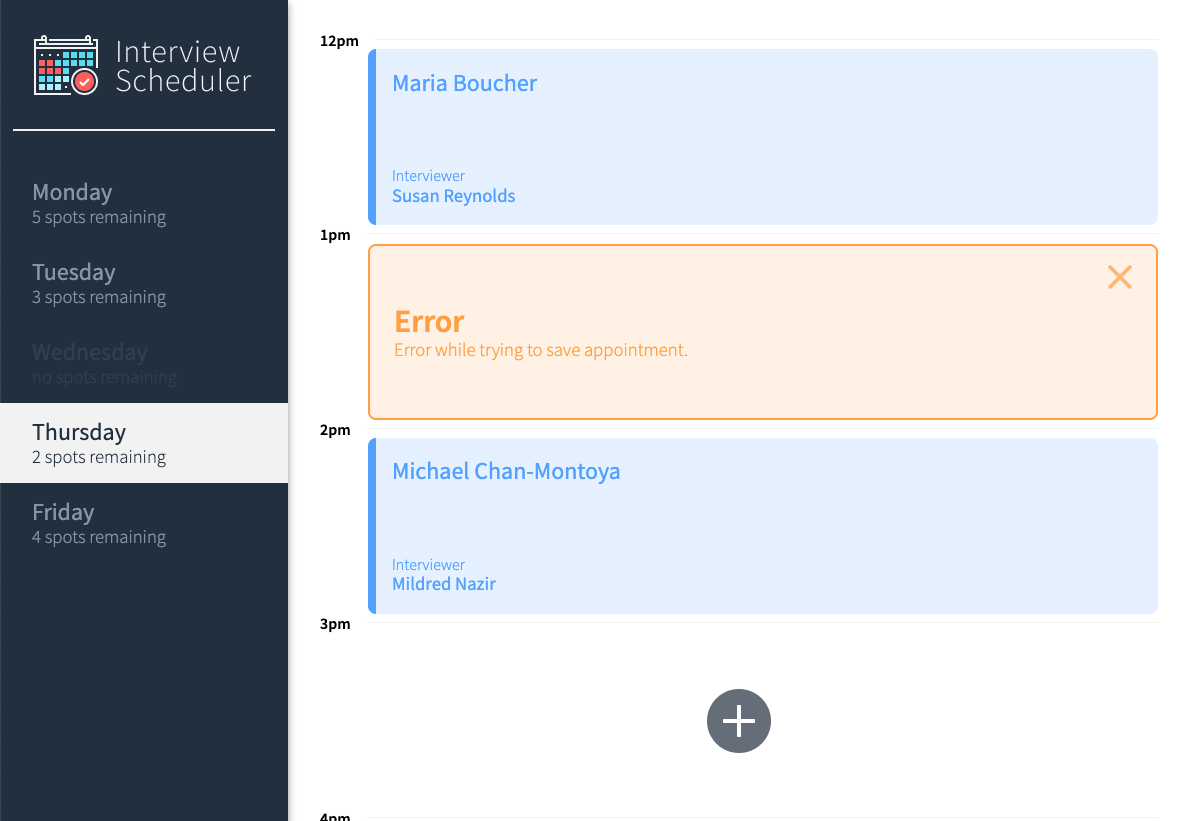 Interview
Scheduler
Monday
5 spots remaining
Tuesday
3 spots remaining
Wednesday
no spots remaining
Thursday
2 spots remaining
Friday
4 spots remaining
12pm
Maria Boucher
Interviewer
Susan Reynolds
1pm
Error
Error while trying to save appointment.
2pm
Michael Chan-Montoya
Interviewer
Mildred Nazir
3pm
4pm